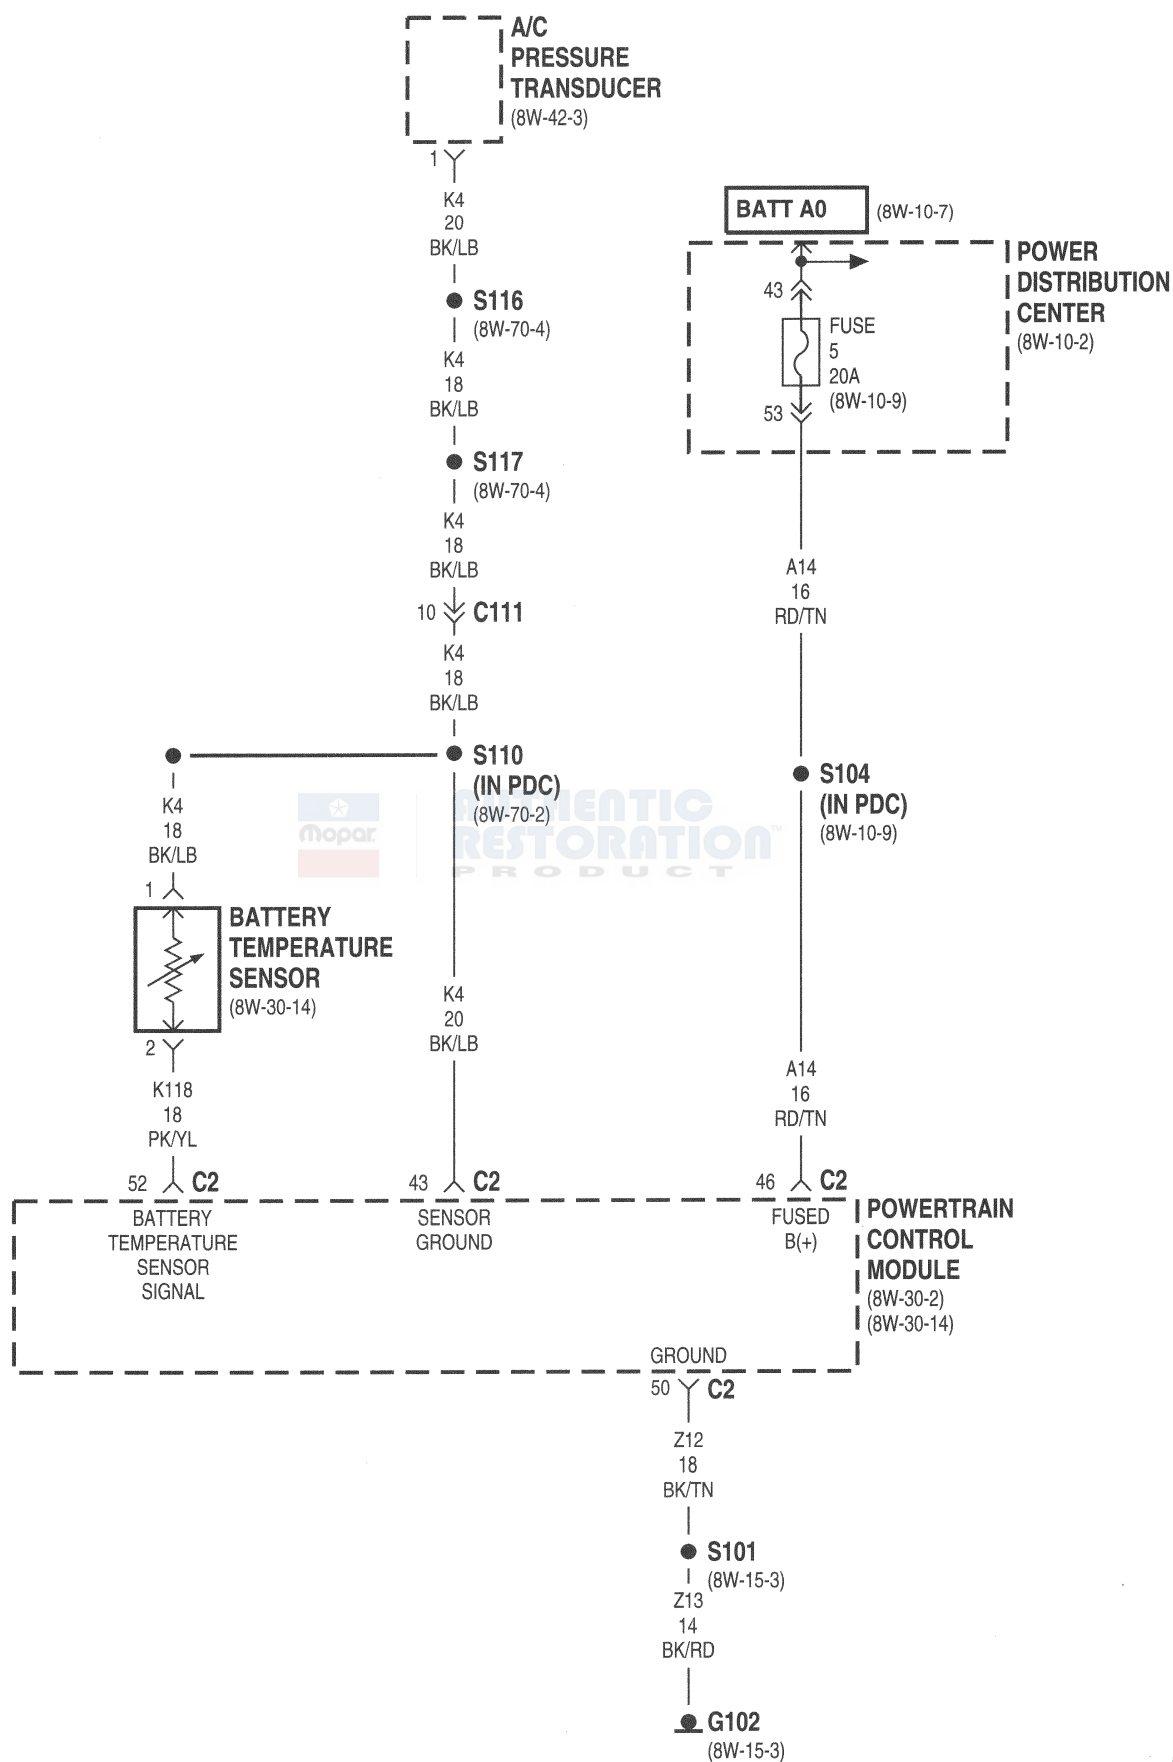 A/C
PRESSURE
TRANSDUCER
(8W-42-3)
1
K4
20
BK/LB
S116
(8W-70-4)
K4
18
BK/LB
S117
(8W-70-4)
K4
18
BK/LB
10
C111
K4
18
BK/LB
S110
(IN PDC)
(8W-70-2)
BATT A0
(8W-10-7)
POWER
DISTRIBUTION
CENTER
(8W-10-2)
43
FUSE
5
20A
(8W-10-9)
53
A14
16
RD/TN
S104
(IN PDC)
(8W-10-9)
Mopar
AUTHENTIC
RESTORATION™
PRODUCT
K4
18
BK/LB
1
BATTERY
TEMPERATURE
SENSOR
(8W-30-14)
2
K118
18
PK/YL
K4
20
BK/LB
A14
16
RD/TN
52
C2
43
C2
46
C2
BATTERY
TEMPERATURE
SENSOR
SIGNAL
SENSOR
GROUND
FUSED
B(+)
POWERTRAIN
CONTROL
MODULE
(8W-30-2)
(8W-30-14)
GROUND
50
C2
Z12
18
BK/TN
S101
(8W-15-3)
Z13
14
BK/RD
G102
(8W-15-3)